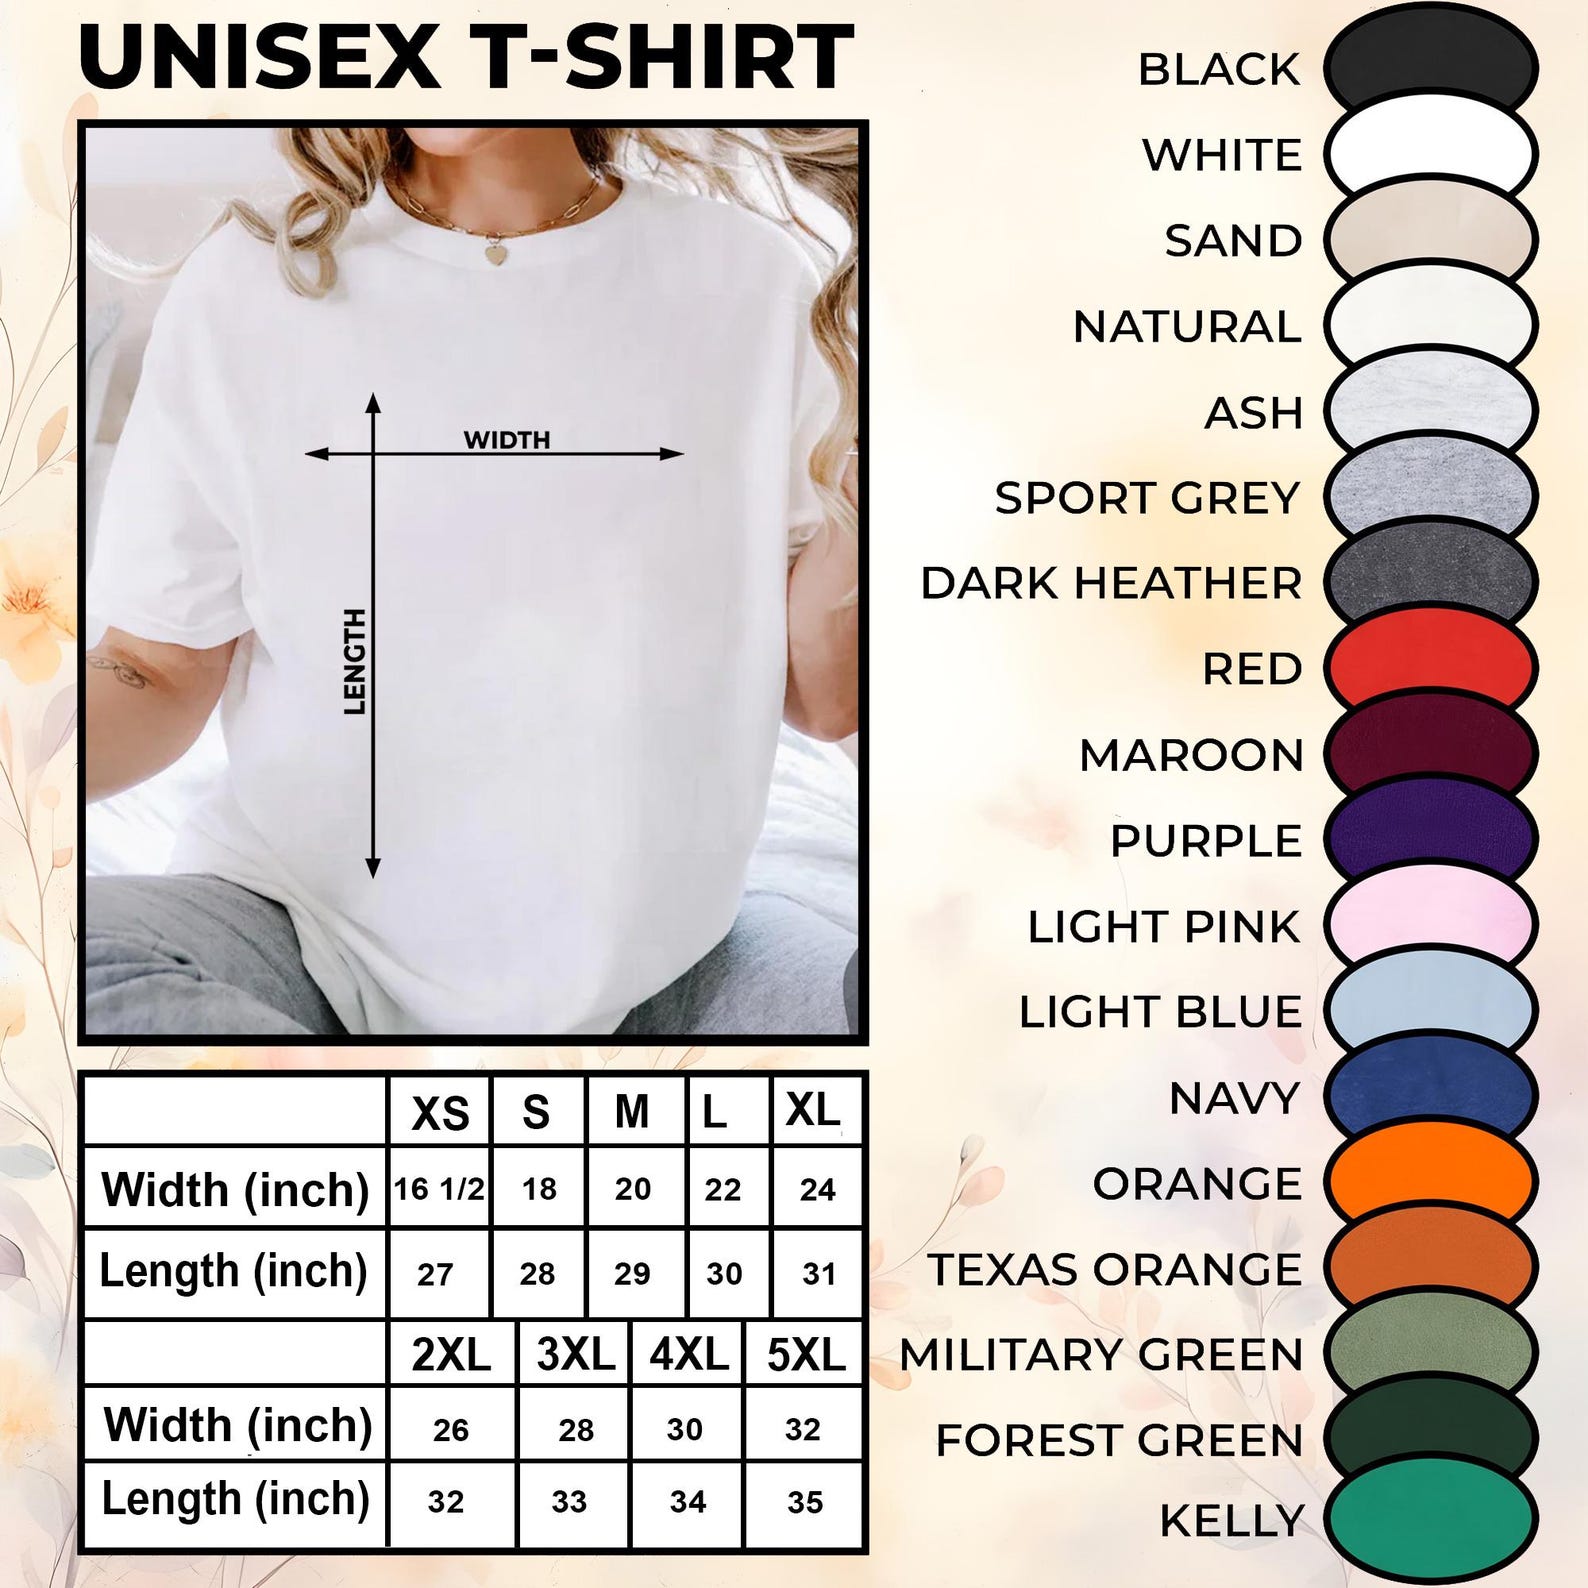 UNISEX T-SHIRT
WIDTH
LENGTH
XS S M L XL
Width (inch) 16 1/2 18 20 22 24
Length (inch) 27 28 29 30 31
2XL 3XL 4XL 5XL
Width (inch) 26 28 30 32
Length (inch) 32 33 34 35
BLACK
WHITE
SAND
NATURAL
ASH
SPORT GREY
DARK HEATHER
RED
MAROON
PURPLE
LIGHT PINK
LIGHT BLUE
NAVY
ORANGE
TEXAS ORANGE
MILITARY GREEN
FOREST GREEN
KELLY